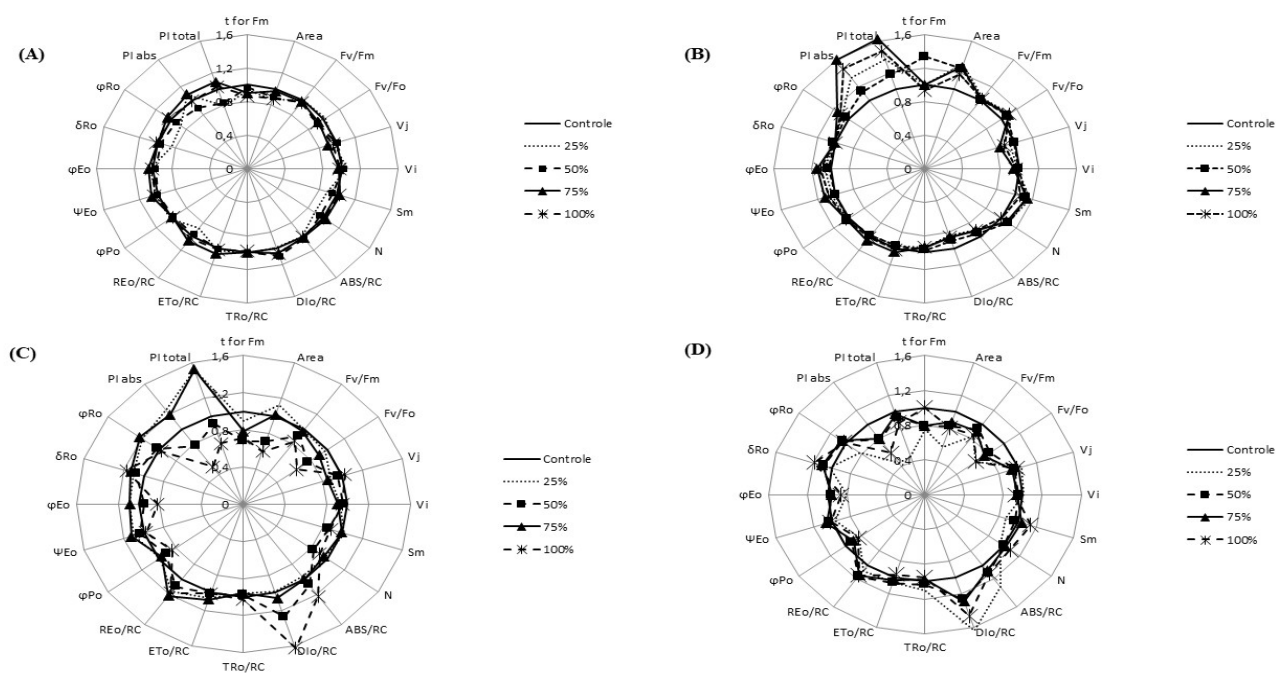 (A)
t for Fm
Area
Fv/Fm
Fv/Fo
Vj
Vi
Sm
N
ABS/RC
DIo/RC
TRo/RC
ETo/RC
REo/RC
φPo
ΨEo
φEo
δRo
φRo
PI abs
PI total
1,6
1,2
0,8
0,4
0
Controle
25%
50%
75%
100%
(B)
t for Fm
Area
Fv/Fm
Fv/Fo
Vj
Vi
Sm
N
ABS/RC
DIo/RC
TRo/RC
ETo/RC
REo/RC
φPo
ΨEo
φEo
δRo
φRo
PI abs
PI total
1,6
1,2
0,8
0,4
0
Controle
25%
50%
75%
100%
(C)
t for Fm
Area
Fv/Fm
Fv/Fo
Vj
Vi
Sm
N
ABS/RC
DIo/RC
TRo/RC
ETo/RC
REo/RC
φPo
ΨEo
φEo
δRo
φRo
PI abs
PI total
1,6
1,2
0,8
0,4
0
Controle
25%
50%
75%
100%
(D)
t for Fm
Area
Fv/Fm
Fv/Fo
Vj
Vi
Sm
N
ABS/RC
DIo/RC
TRo/RC
ETo/RC
REo/RC
φPo
ΨEo
φEo
δRo
φRo
PI abs
PI total
1,6
1,2
0,8
0,4
0
Controle
25%
50%
75%
100%